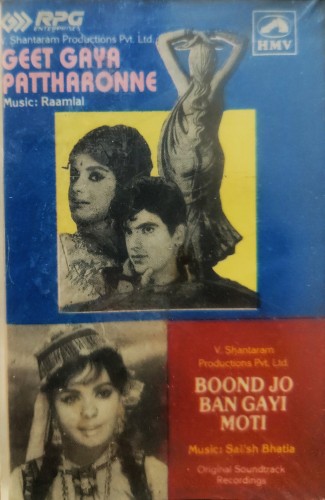 RPG
ENTERPRISES
V. Shantaram Productions Pvt. Ltd.
GEET GAYA
PATTHARONNE
Music: Raamlal
HMV
V. Shantaram
Productions Pvt. Ltd.
BOOND JO
BAN GAYI
MOTI
Music: Satish Bhatia
Original Soundtrack
Recordings